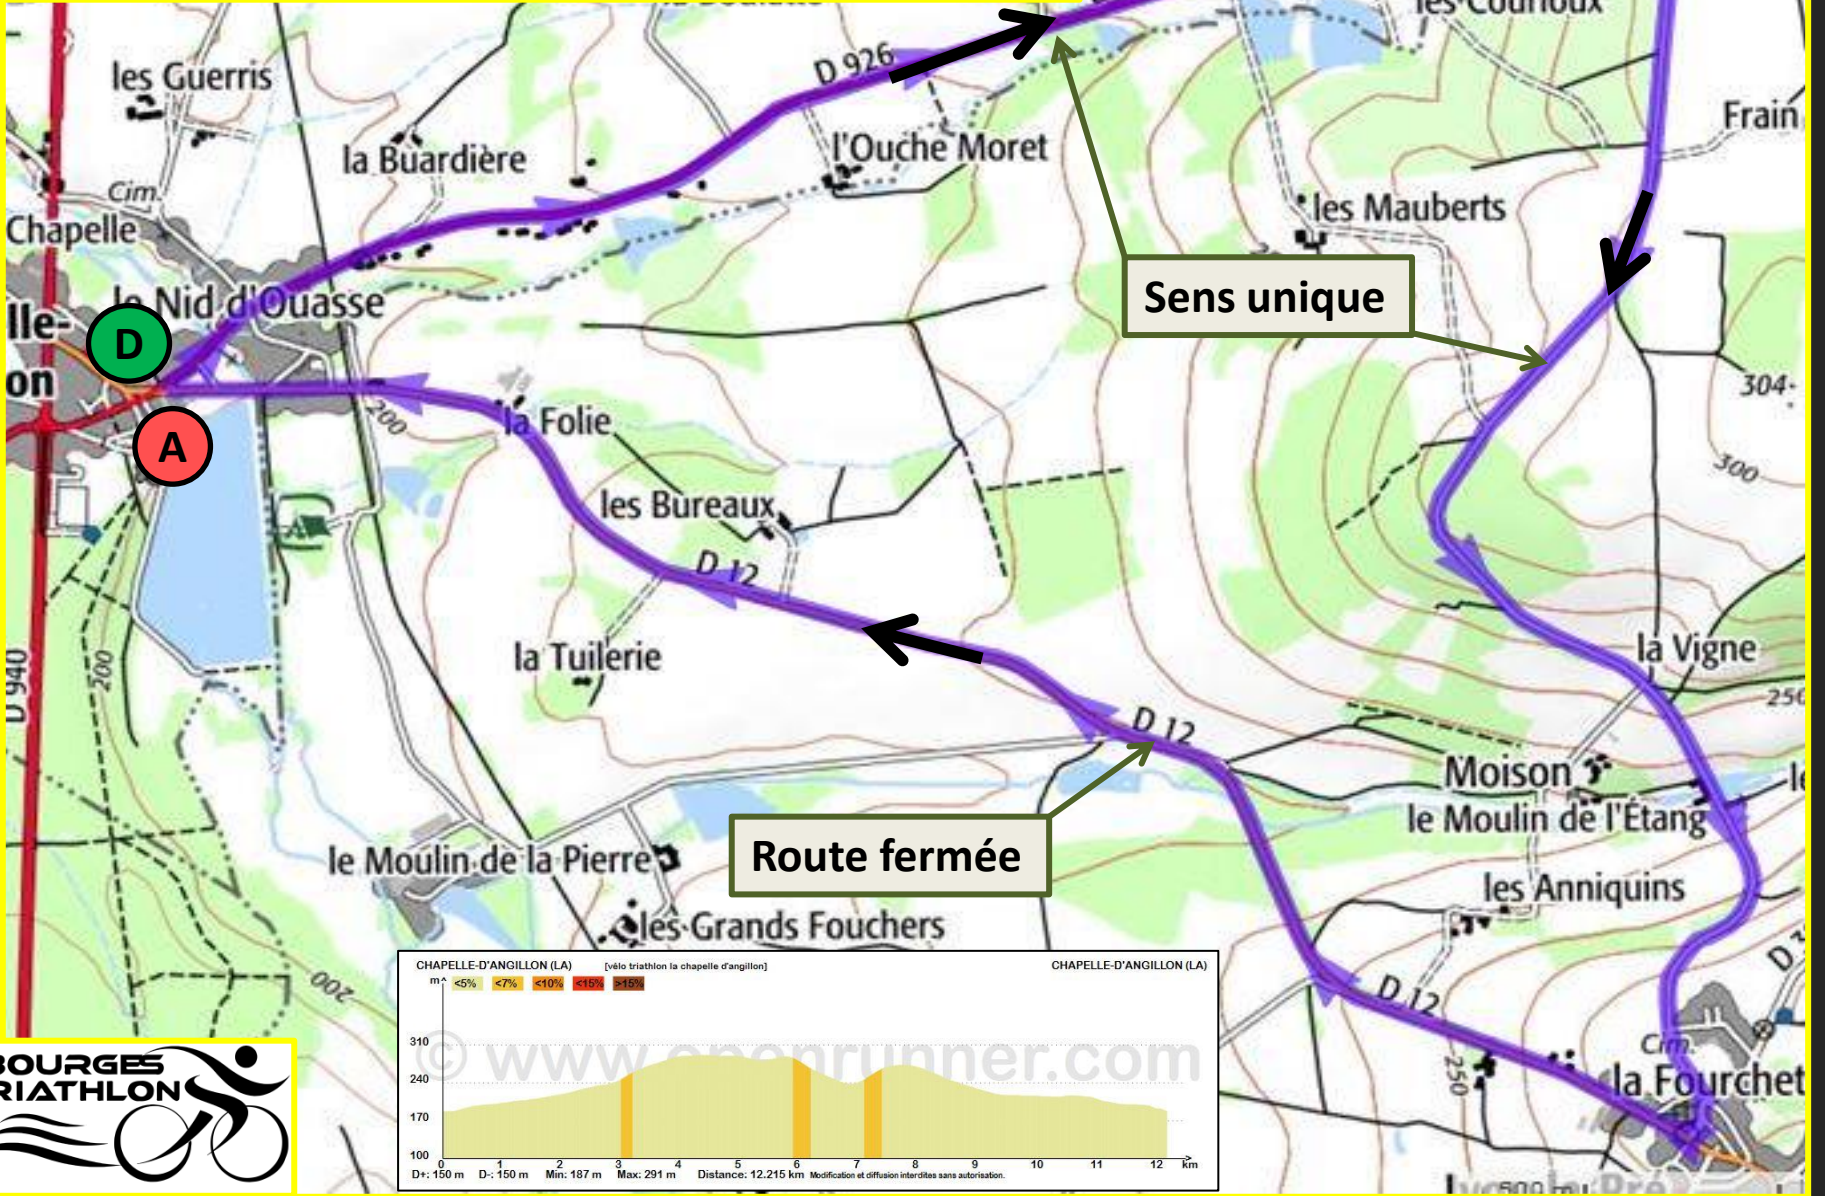 les Courioux
les Guerris
D 926
Frain
la Buardière
l'Ouche Moret
Cim.
les Mauberts
Chapelle
Sens unique
le Nid d'Ouasse
lle-
D
on
304
200
la Folie
A
300
les Bureaux
D 12
la Tuilerie
la Vigne
200
D 940
250
D 12
Moison
le Moulin de l'Étang
Route fermée
le Moulin de la Pierre
les Anniquins
les Grands Fouchers
200
D 12
Cim.
250
la Fourchet
CHAPELLE-D'ANGILLON (LA) [vélo triathlon la chapelle d'angillon] CHAPELLE-D'ANGILLON (LA)
m <5% <7% <10% <15% >15%
© www.openrunner.com
310
240
170
100
0 1 2 3 4 5 6 7 8 9 10 11 12 km
D+: 150 m D-: 150 m Min: 187 m Max: 291 m Distance: 12.215 km Modification et diffusion interdites sans autorisation.
BOURGES
RIATHLON